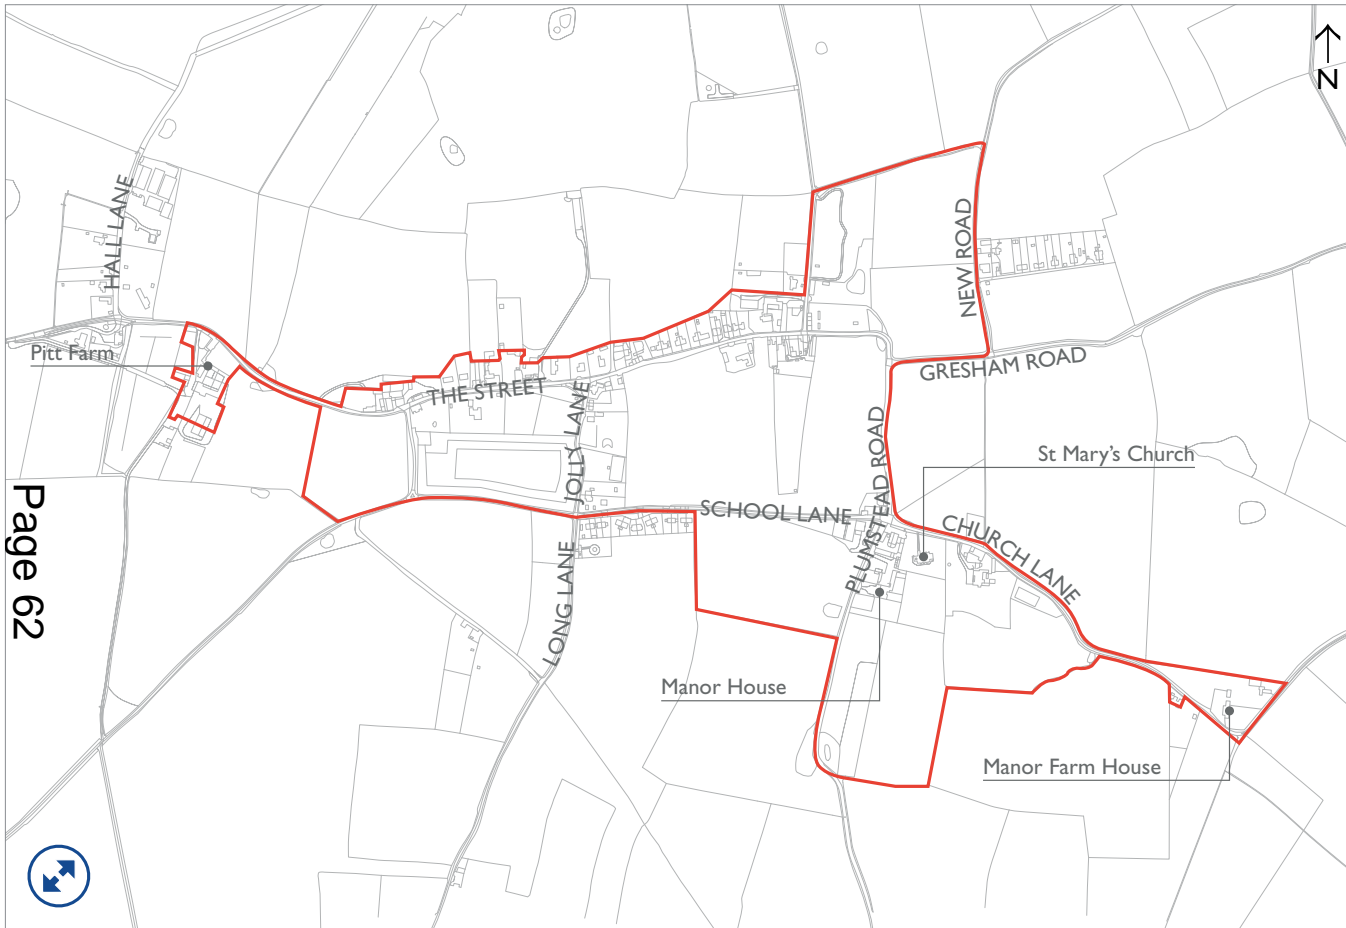 N
HALL LANE
NEW ROAD
Pitt Farm
GRESHAM ROAD
THE STREET
JOLLY LANE
St Mary's Church
PLUMSTEAD ROAD
SCHOOL LANE
CHURCH LANE
Page 62
LONG LANE
Manor House
Manor Farm House